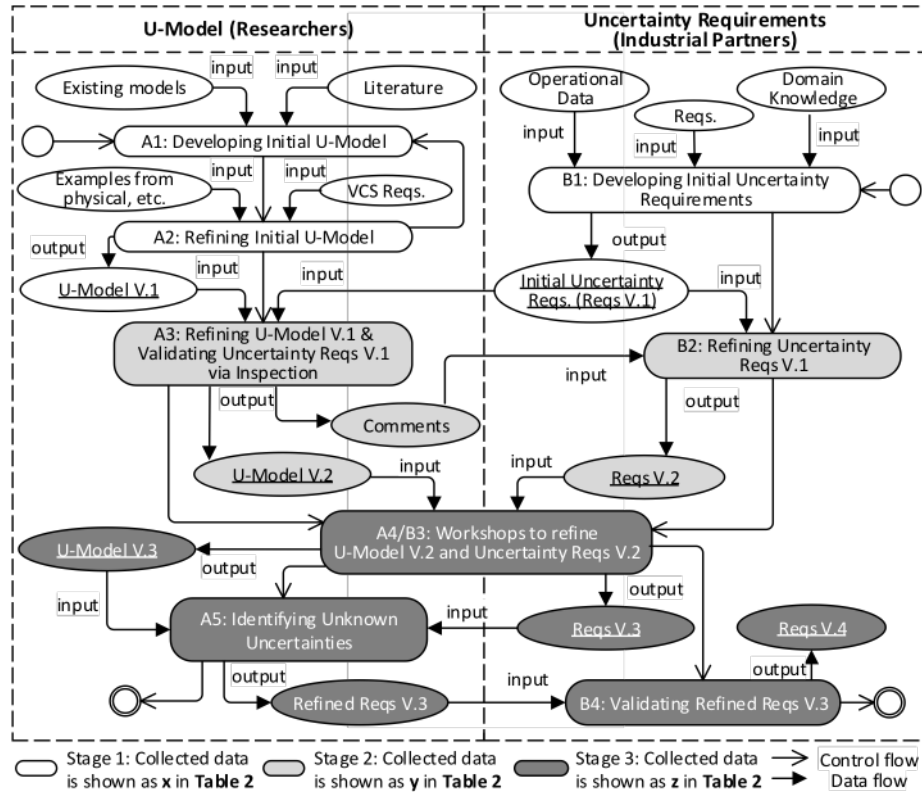 U-Model (Researchers)
Uncertainty Requirements
(Industrial Partners)
input
input
Existing models
Literature
Operational
Data
Domain
Knowledge
Reqs.
input
input
input
A1: Developing Initial U-Model
input
input
Examples from
physical, etc.
VCS Reqs.
B1: Developing Initial Uncertainty
Requirements
A2: Refining Initial U-Model
output
output
input
input
input
U-Model V.1
Initial Uncertainty
Reqs. (Reqs V.1)
A3: Refining U-Model V.1 &
Validating Uncertainty Reqs V.1
via Inspection
B2: Refining Uncertainty
Reqs V.1
input
output
output
Comments
U-Model V.2
input
input
Reqs V.2
A4/B3: Workshops to refine
U-Model V.2 and Uncertainty Reqs V.2
U-Model V.3
output
output
input
A5: Identifying Unknown
Uncertainties
input
Reqs V.3
Reqs V.4
output
output
input
Refined Reqs V.3
B4: Validating Refined Reqs V.3
Stage 1: Collected data
is shown as x in Table 2
Stage 2: Collected data
is shown as y in Table 2
Stage 3: Collected data
is shown as z in Table 2
Control flow
Data flow